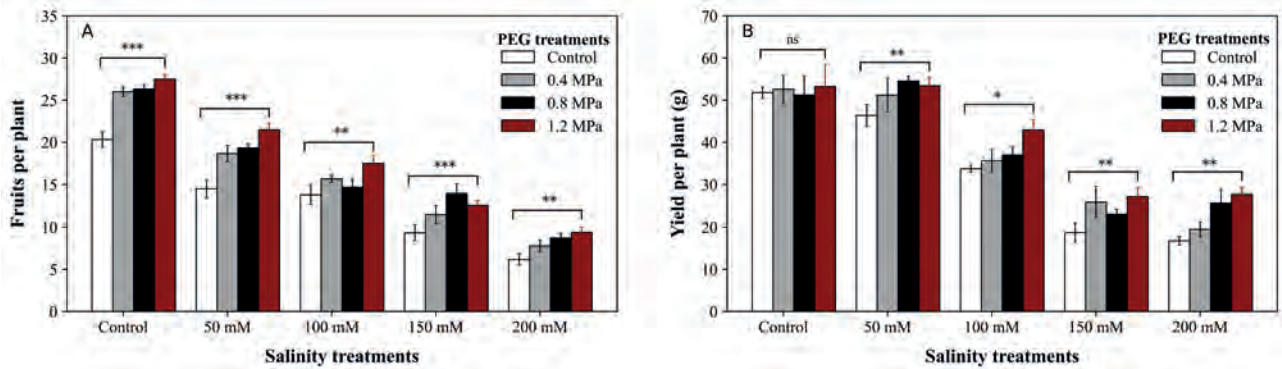 A
35
30
25
20
15
10
5
0
Fruits per plant
***
***
**
***
**
PEG treatments
Control
0.4 MPa
0.8 MPa
1.2 MPa
Control
50 mM
100 mM
150 mM
200 mM
Salinity treatments
B
70
60
50
40
30
20
10
0
Yield per plant (g)
ns
**
*
**
**
PEG treatments
Control
0.4 MPa
0.8 MPa
1.2 MPa
Control
50 mM
100 mM
150 mM
200 mM
Salinity treatments